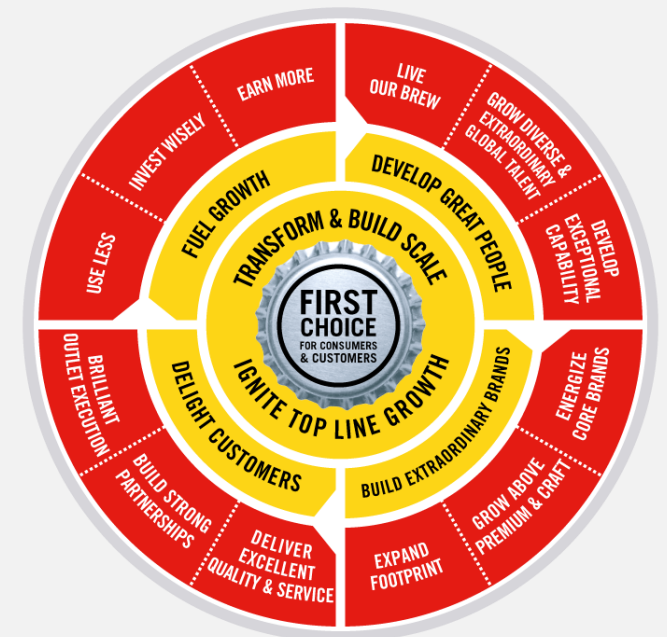 FIRST
CHOICE
FOR CONSUMERS
& CUSTOMERS
TRANSFORM & BUILD SCALE
IGNITE TOP LINE GROWTH
DEVELOP GREAT PEOPLE
LIVE
OUR BREW
GROW DIVERSE &
EXTRAORDINARY
GLOBAL TALENT
DEVELOP
EXCEPTIONAL
CAPABILITY
BUILD EXTRAORDINARY BRANDS
ENERGIZE
CORE BRANDS
GROW ABOVE
PREMIUM & CRAFT
EXPAND
FOOTPRINT
DELIGHT CUSTOMERS
DELIVER
EXCELLENT
QUALITY & SERVICE
BUILD STRONG
PARTNERSHIPS
BRILLIANT
OUTLET EXECUTION
FUEL GROWTH
USE LESS
INVEST WISELY
EARN MORE